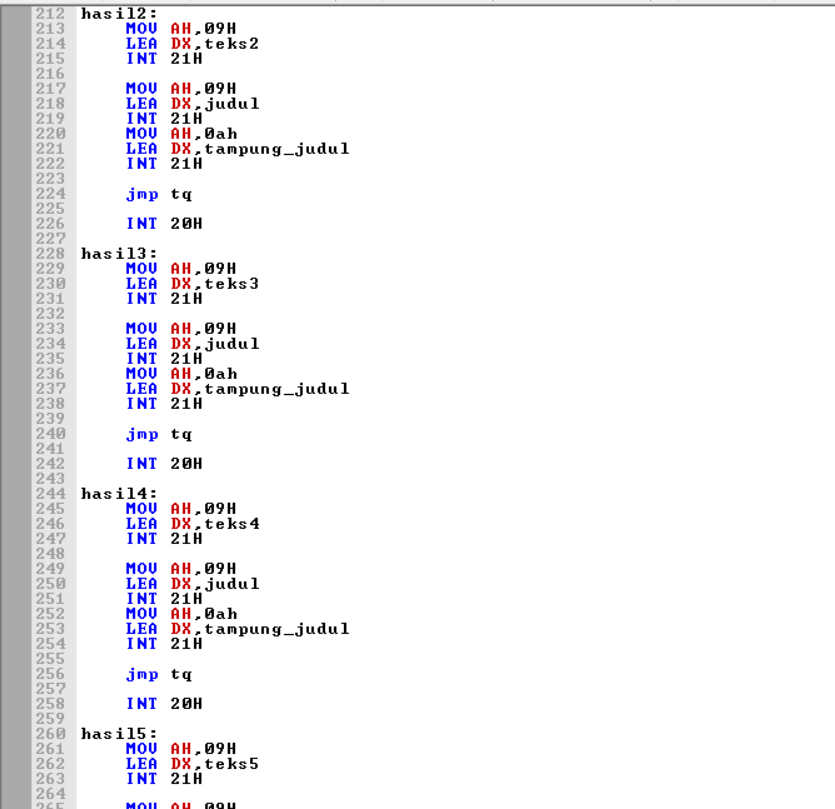 212 hasil2:
213 MOV AH,09H
214 LEA DX,teks2
215 INT 21H
216
217 MOV AH,09H
218 LEA DX,judul
219 INT 21H
220 MOV AH,0ah
221 LEA DX,tampung_judul
222 INT 21H
223
224 jmp tq
225
226 INT 20H
227
228 hasil3:
229 MOV AH,09H
230 LEA DX,teks3
231 INT 21H
232
233 MOV AH,09H
234 LEA DX,judul
235 INT 21H
236 MOV AH,0ah
237 LEA DX,tampung_judul
238 INT 21H
239
240 jmp tq
241
242 INT 20H
243
244 hasil4:
245 MOV AH,09H
246 LEA DX,teks4
247 INT 21H
248
249 MOV AH,09H
250 LEA DX,judul
251 INT 21H
252 MOV AH,0ah
253 LEA DX,tampung_judul
254 INT 21H
255
256 jmp tq
257
258 INT 20H
259
260 hasil5:
261 MOV AH,09H
262 LEA DX,teks5
263 INT 21H
264
265 MOV AH,09H